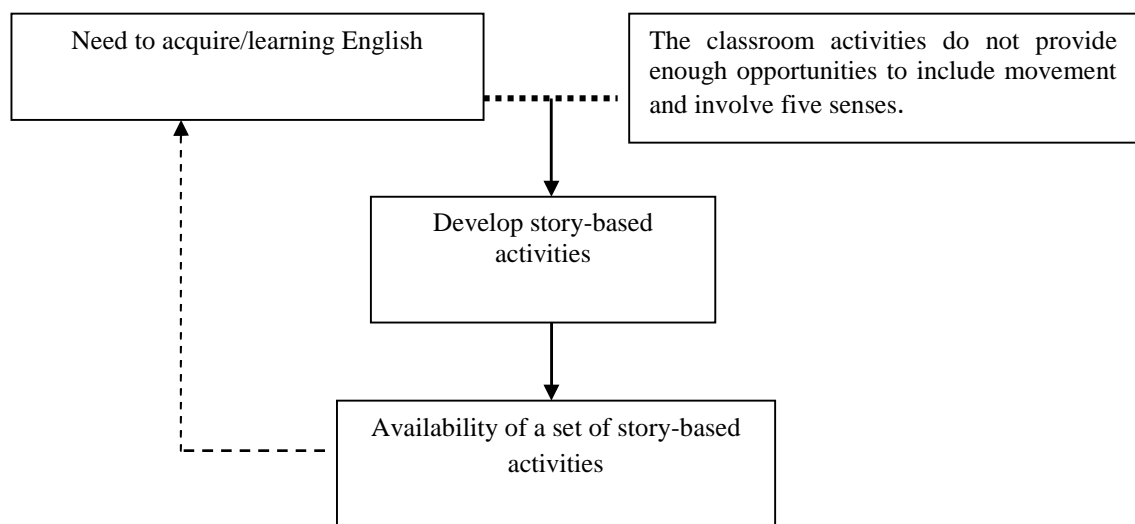 Need to acquire/learning English
The classroom activities do not provide
enough opportunities to include movement
and involve five senses.
Develop story-based
activities
Availability of a set of story-based
activities